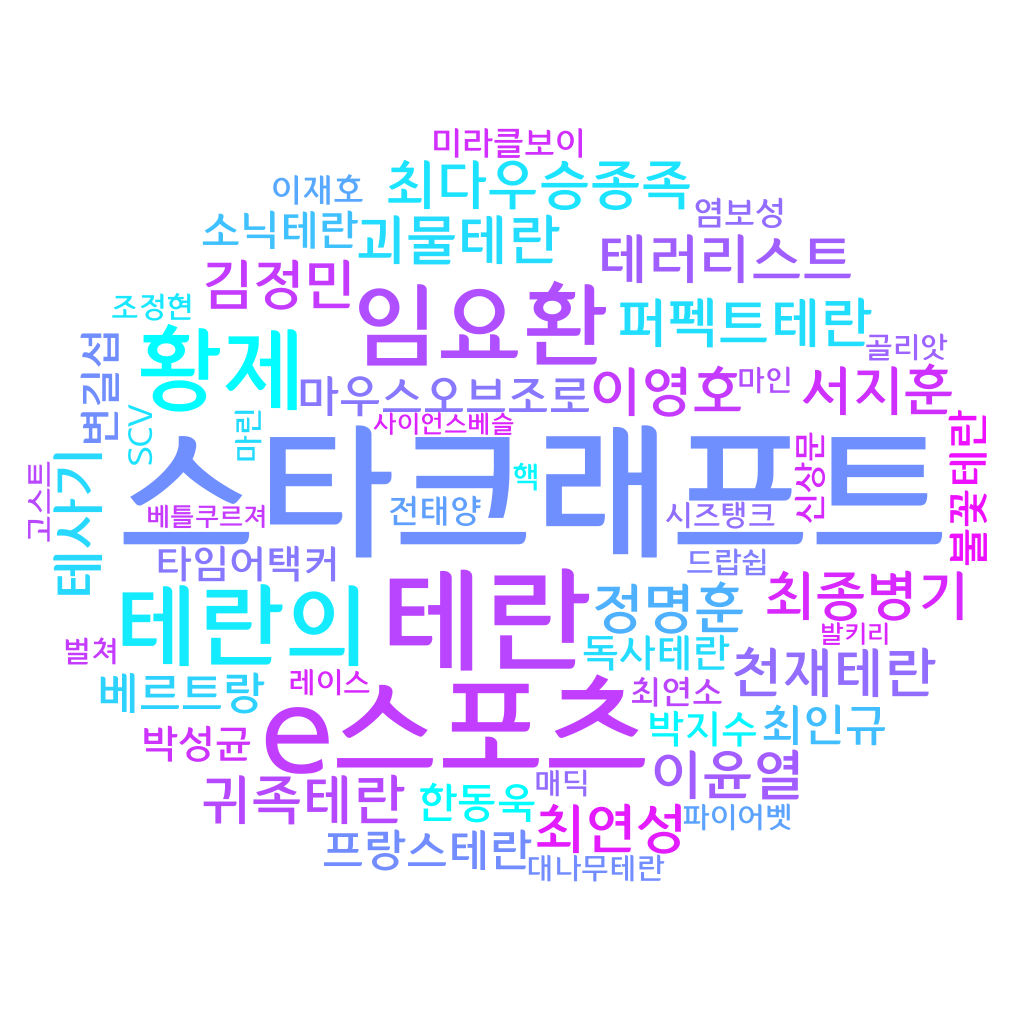 미라클보이
이재호
최다우승종족
염보성
소닉테란
괴물테란
테러리스트
김정민
조정현
임요환
퍼펙트테란
골리앗
변길섭
황제
마우스오브조로
이영호
마인
서지훈
SCV
마린
사이언스베슬
불꽃테란
고스트
테사기
스타크래프트
핵
신상문
베틀쿠르져
전태양
시즈탱크
타임어택커
드랍쉽
테란의
테란
정명훈
최종병기
발키리
벌쳐
독사테란
천재테란
베르트랑
레이스
최연소
박성균
e스포츠
박지수
최인규
귀족테란
한동욱
매딕
이윤열
최연성
파이어벳
프랑스테란
대나무테란